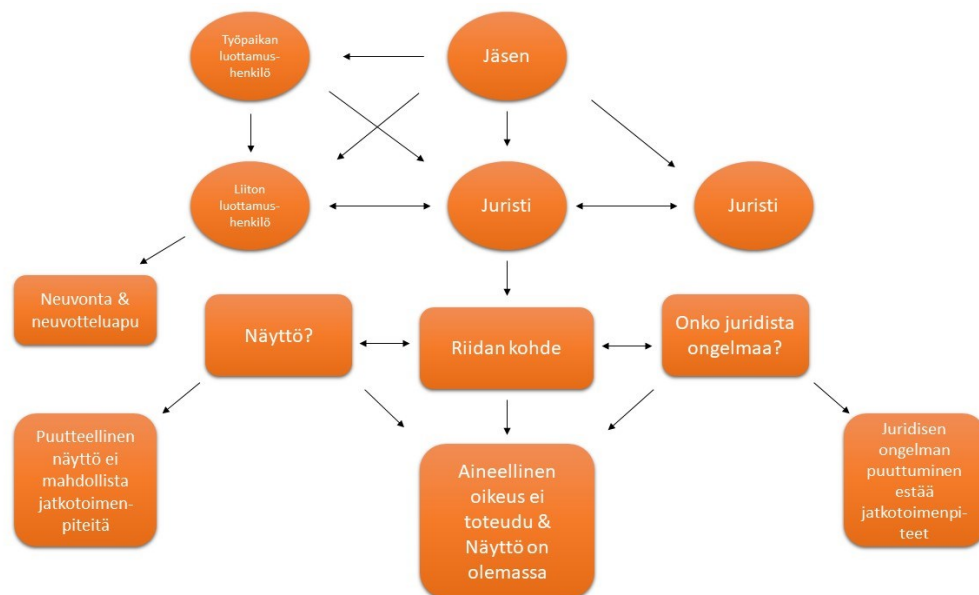 Työpaikan
luottamus-
henkilö
Jäsen
Liiton
luottamus-
henkilö
Juristi
Juristi
Neuvonta &
neuvotteluapu
Näyttö?
Riidan kohde
Onko juridista
ongelmaa?
Puutteellinen
näyttö ei
mahdollista
jatkotoimen-
piteitä
Aineellinen
oikeus ei
toteudu &
Näyttö on
olemassa
Juridisen
ongelman
puuttuminen
estää
jatkotoimenpi-
teet